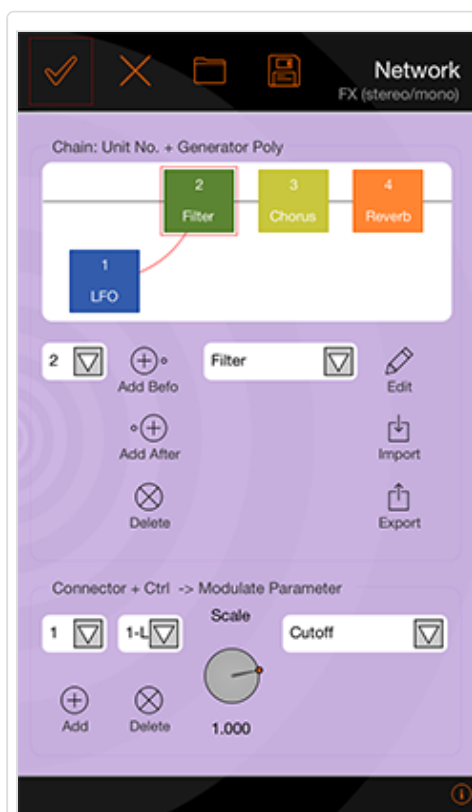 Network
FX (stereo/mono)
Chain: Unit No. + Generator Poly
2
Filter
3
Chorus
4
Reverb
1
LFO
2
Add Befo
Filter
Edit
Add After
Import
Delete
Export
Connector + Ctrl -> Modulate Parameter
1
1-L
Scale
Cutoff
Add
Delete
1.000